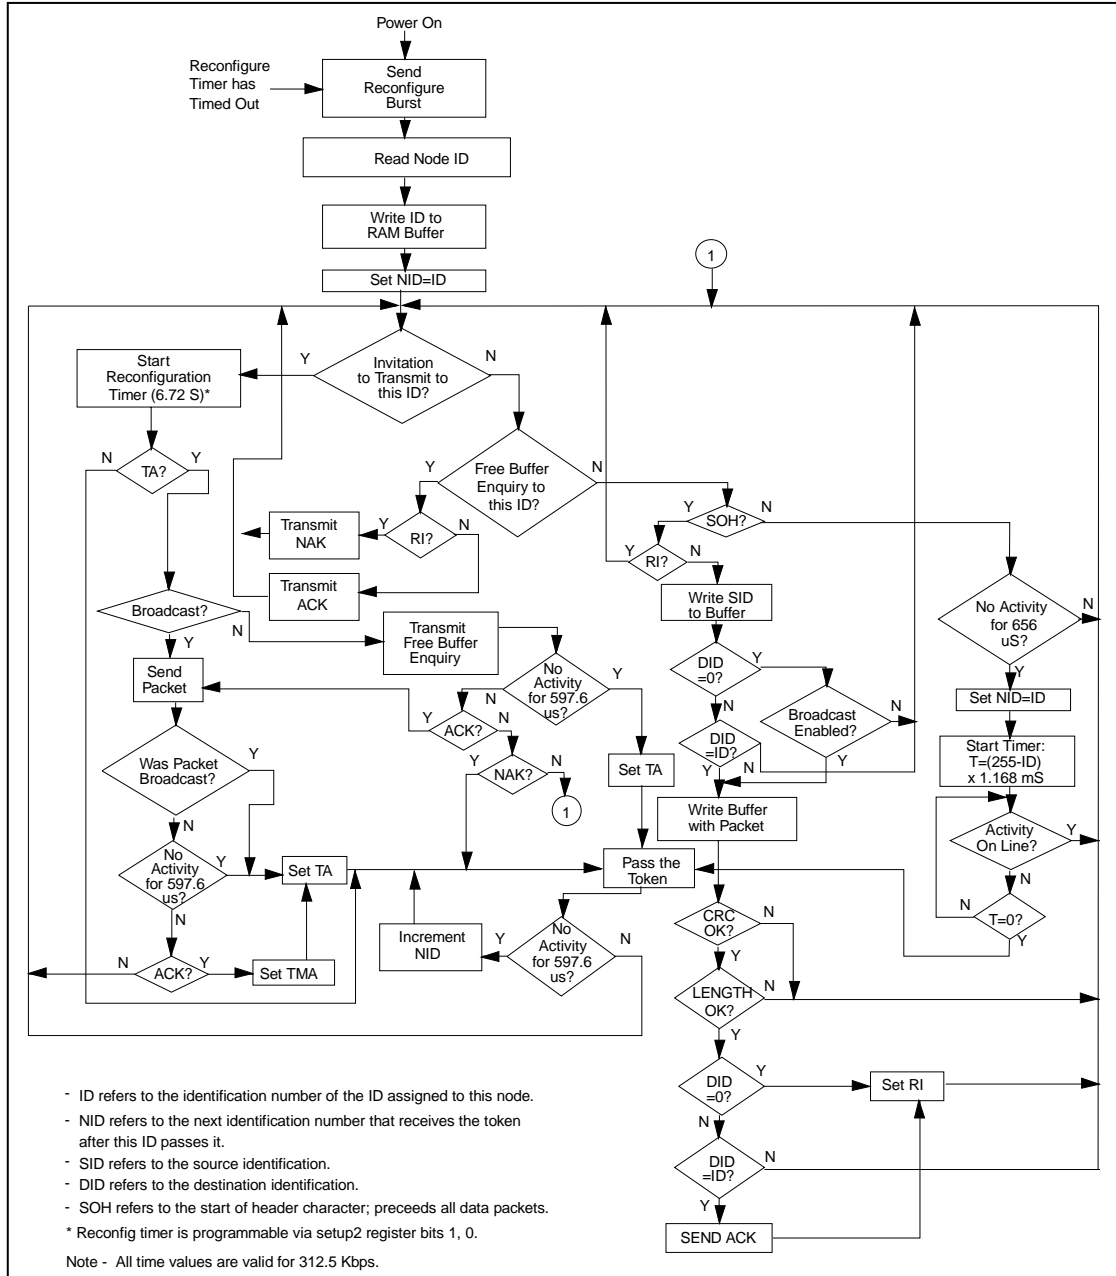 Power On
Reconfigure
Timer has
Timed Out
Send
Reconfigure
Burst
Read Node ID
Write ID to
RAM Buffer
1
Set NID=ID
Start
Reconfiguration
Timer (6.72 S)*
Y
Invitation
to Transmit to
this ID?
N
N
TA?
Y
Y
Free Buffer
Enquiry to
this ID?
N
Transmit
NAK
Y
RI?
N
Y
SOH?
N
Transmit
ACK
Y
RI?
N
Write SID
to Buffer
No Activity
for 656
uS?
N
Y
Broadcast?
N
Y
Transmit
Free Buffer
Enquiry
Send
Packet
No
Activity
for 597.6
us?
Y
N
DID
=0?
Y
N
Broadcast
Enabled?
N
Y
Set NID=ID
Y
ACK?
N
DID
=ID?
Y
N
Start Timer:
T=(255-ID)
x 1.168 mS
Was Packet
Broadcast?
Y
N
NAK?
Y
N
Set TA
1
Write Buffer
with Packet
Activity
On Line?
Y
N
No
Activity
for 597.6
us?
Y
N
Set TA
Pass the
Token
N
T=0?
Y
CRC
OK?
N
Y
Increment
NID
Y
No
Activity
for 597.6
us?
N
N
ACK?
Y
Set TMA
LENGTH
OK?
N
Y
DID
=0?
Y
N
Set RI
DID
=ID?
N
Y
SEND ACK
- ID refers to the identification number of the ID assigned to this node.
- NID refers to the next identification number that receives the token
after this ID passes it.
- SID refers to the source identification.
- DID refers to the destination identification.
- SOH refers to the start of header character; preceeds all data packets.
* Reconfig timer is programmable via setup2 register bits 1, 0.
Note - All time values are valid for 312.5 Kbps.